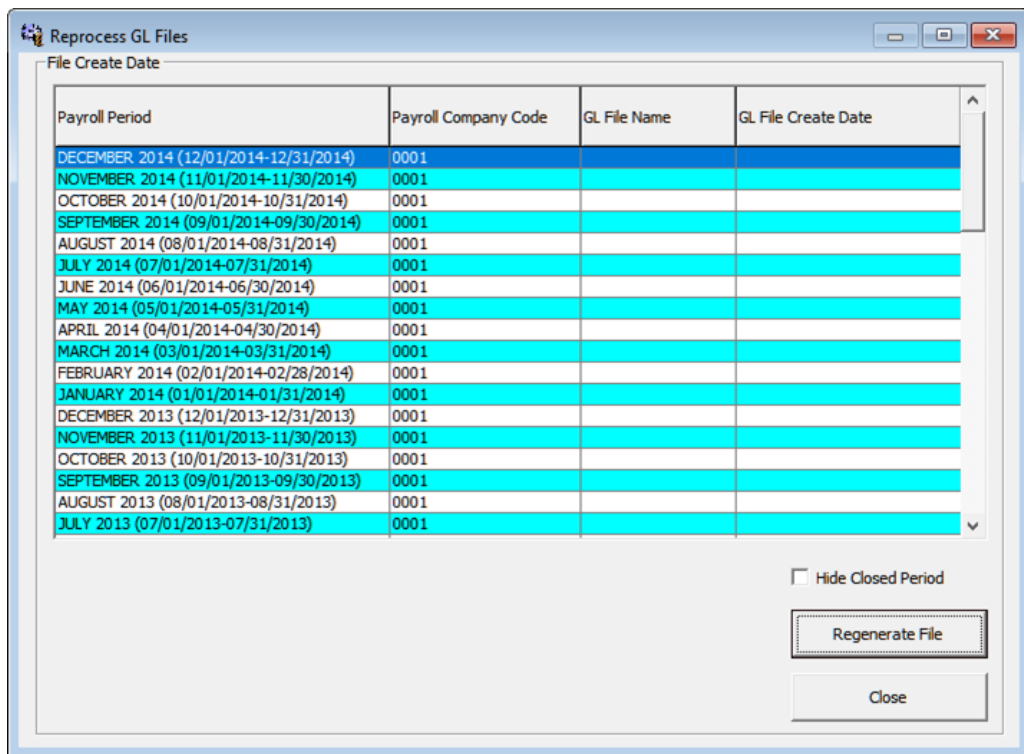 Reprocess GL Files
File Create Date
Payroll Period Payroll Company Code GL File Name GL File Create Date
DECEMBER 2014 (12/01/2014-12/31/2014) 0001
NOVEMBER 2014 (11/01/2014-11/30/2014) 0001
OCTOBER 2014 (10/01/2014-10/31/2014) 0001
SEPTEMBER 2014 (09/01/2014-09/30/2014) 0001
AUGUST 2014 (08/01/2014-08/31/2014) 0001
JULY 2014 (07/01/2014-07/31/2014) 0001
JUNE 2014 (06/01/2014-06/30/2014) 0001
MAY 2014 (05/01/2014-05/31/2014) 0001
APRIL 2014 (04/01/2014-04/30/2014) 0001
MARCH 2014 (03/01/2014-03/31/2014) 0001
FEBRUARY 2014 (02/01/2014-02/28/2014) 0001
JANUARY 2014 (01/01/2014-01/31/2014) 0001
DECEMBER 2013 (12/01/2013-12/31/2013) 0001
NOVEMBER 2013 (11/01/2013-11/30/2013) 0001
OCTOBER 2013 (10/01/2013-10/31/2013) 0001
SEPTEMBER 2013 (09/01/2013-09/30/2013) 0001
AUGUST 2013 (08/01/2013-08/31/2013) 0001
JULY 2013 (07/01/2013-07/31/2013) 0001
Hide Closed Period
Regenerate File
Close